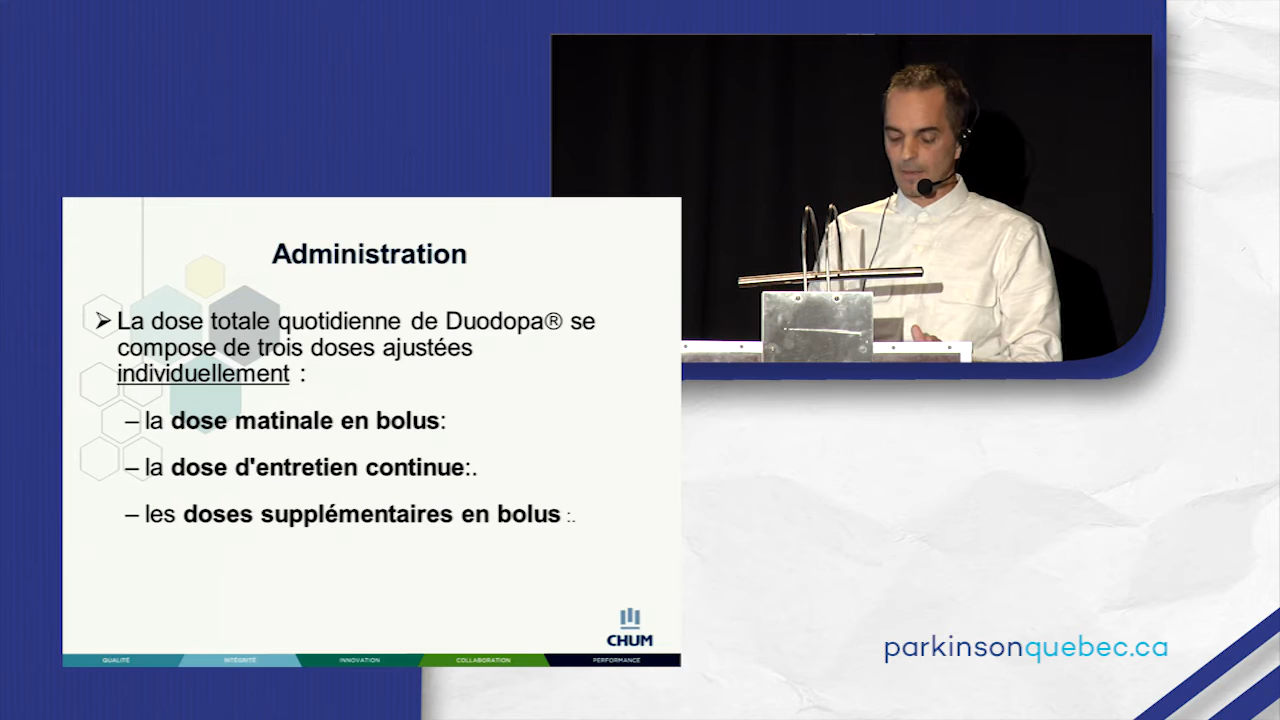 Administration
➢ La dose totale quotidienne de Duodopa® se
compose de trois doses ajustées
individuellement :
– la dose matinale en bolus:
– la dose d'entretien continue:.
– les doses supplémentaires en bolus :.
CHUM
QUALITÉ INTÉGRITÉ INNOVATION COLLABORATION PERFORMANCE
parkinsonquebec.ca